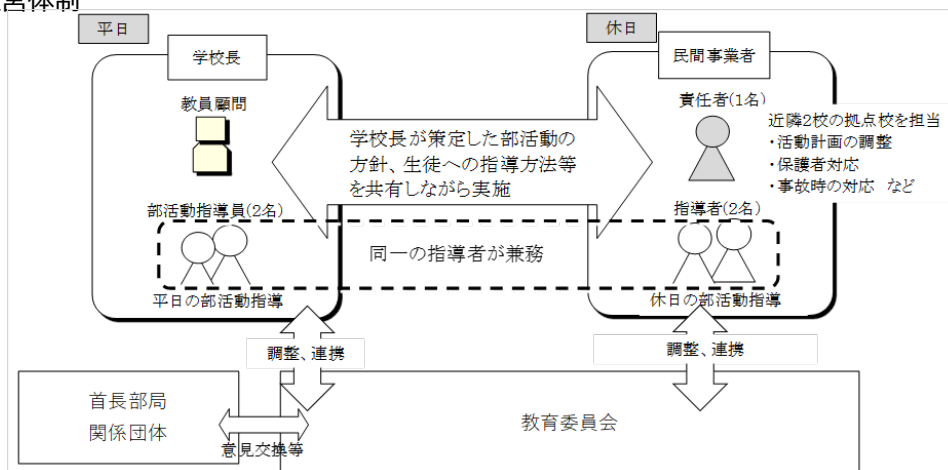 営体制
平日
休日
学校長
民間事業者
教員顧問
責任者(1名)
近隣2校の拠点校を担当
・活動計画の調整
・保護者対応
・事故時の対応 など
学校長が策定した部活動の
方針、生徒への指導方法等
を共有しながら実施
部活動指導員(2名)
指導者(2名)
同一の指導者が兼務
平日の部活動指導
休日の部活動指導
調整、連携
調整、連携
首長部局
関係団体
意見交換等
教育委員会